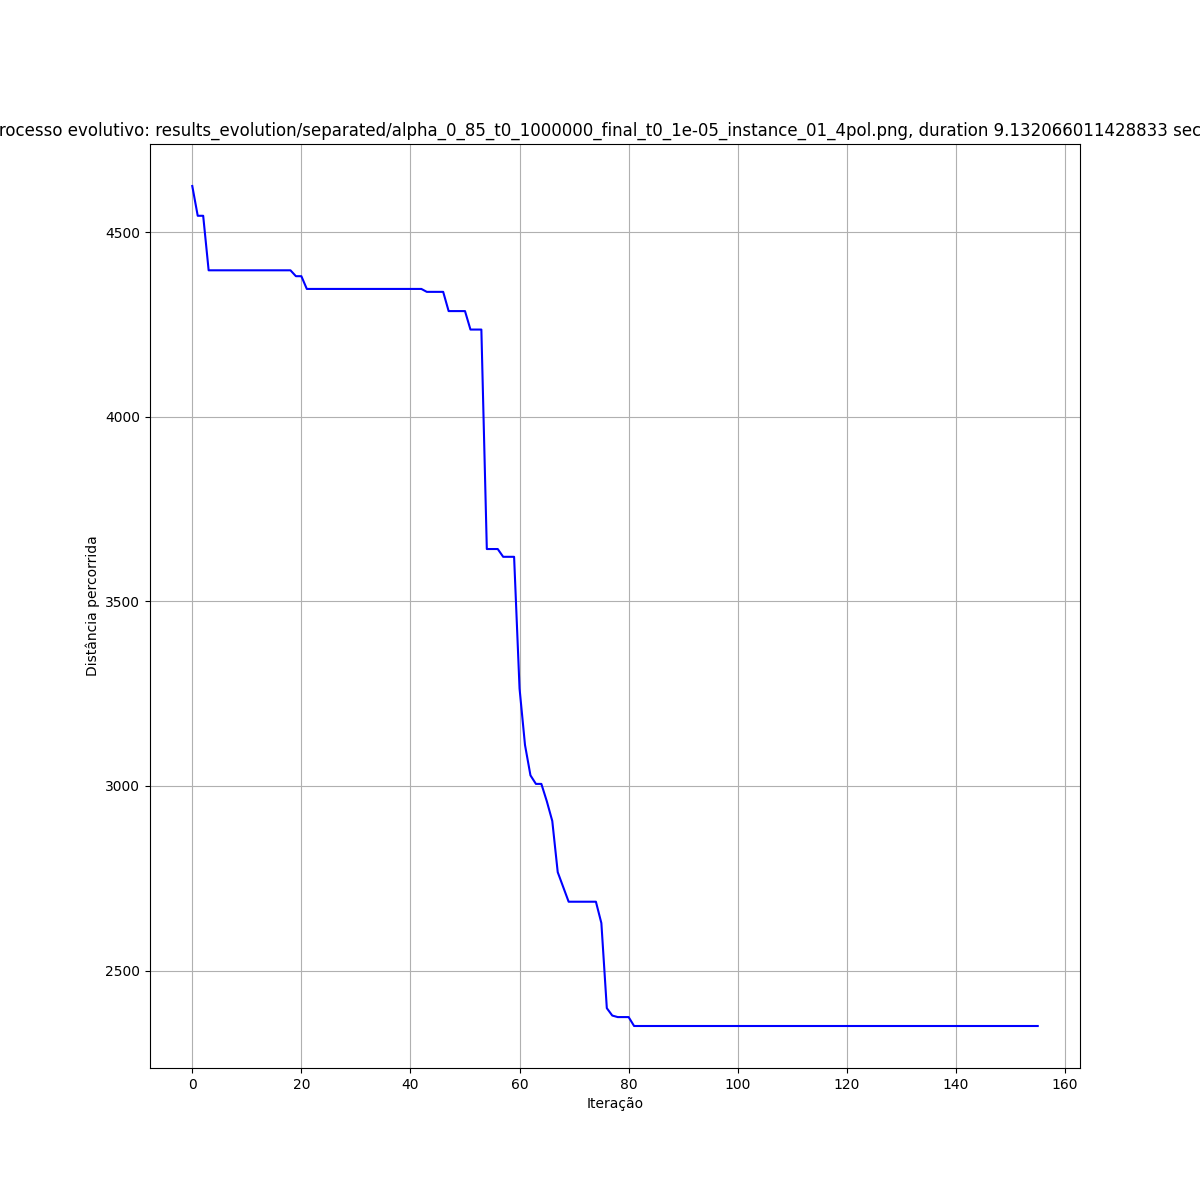 rocesso evolutivo: results_evolution/separated/alpha_0_85_t0_1000000_final_t0_1e-05_instance_01_4pol.png, duration 9.132066011428833 sec
4500
4000
3500
3000
2500
Distância percorrida
0 20 40 60 80 100 120 140 160
Iteração